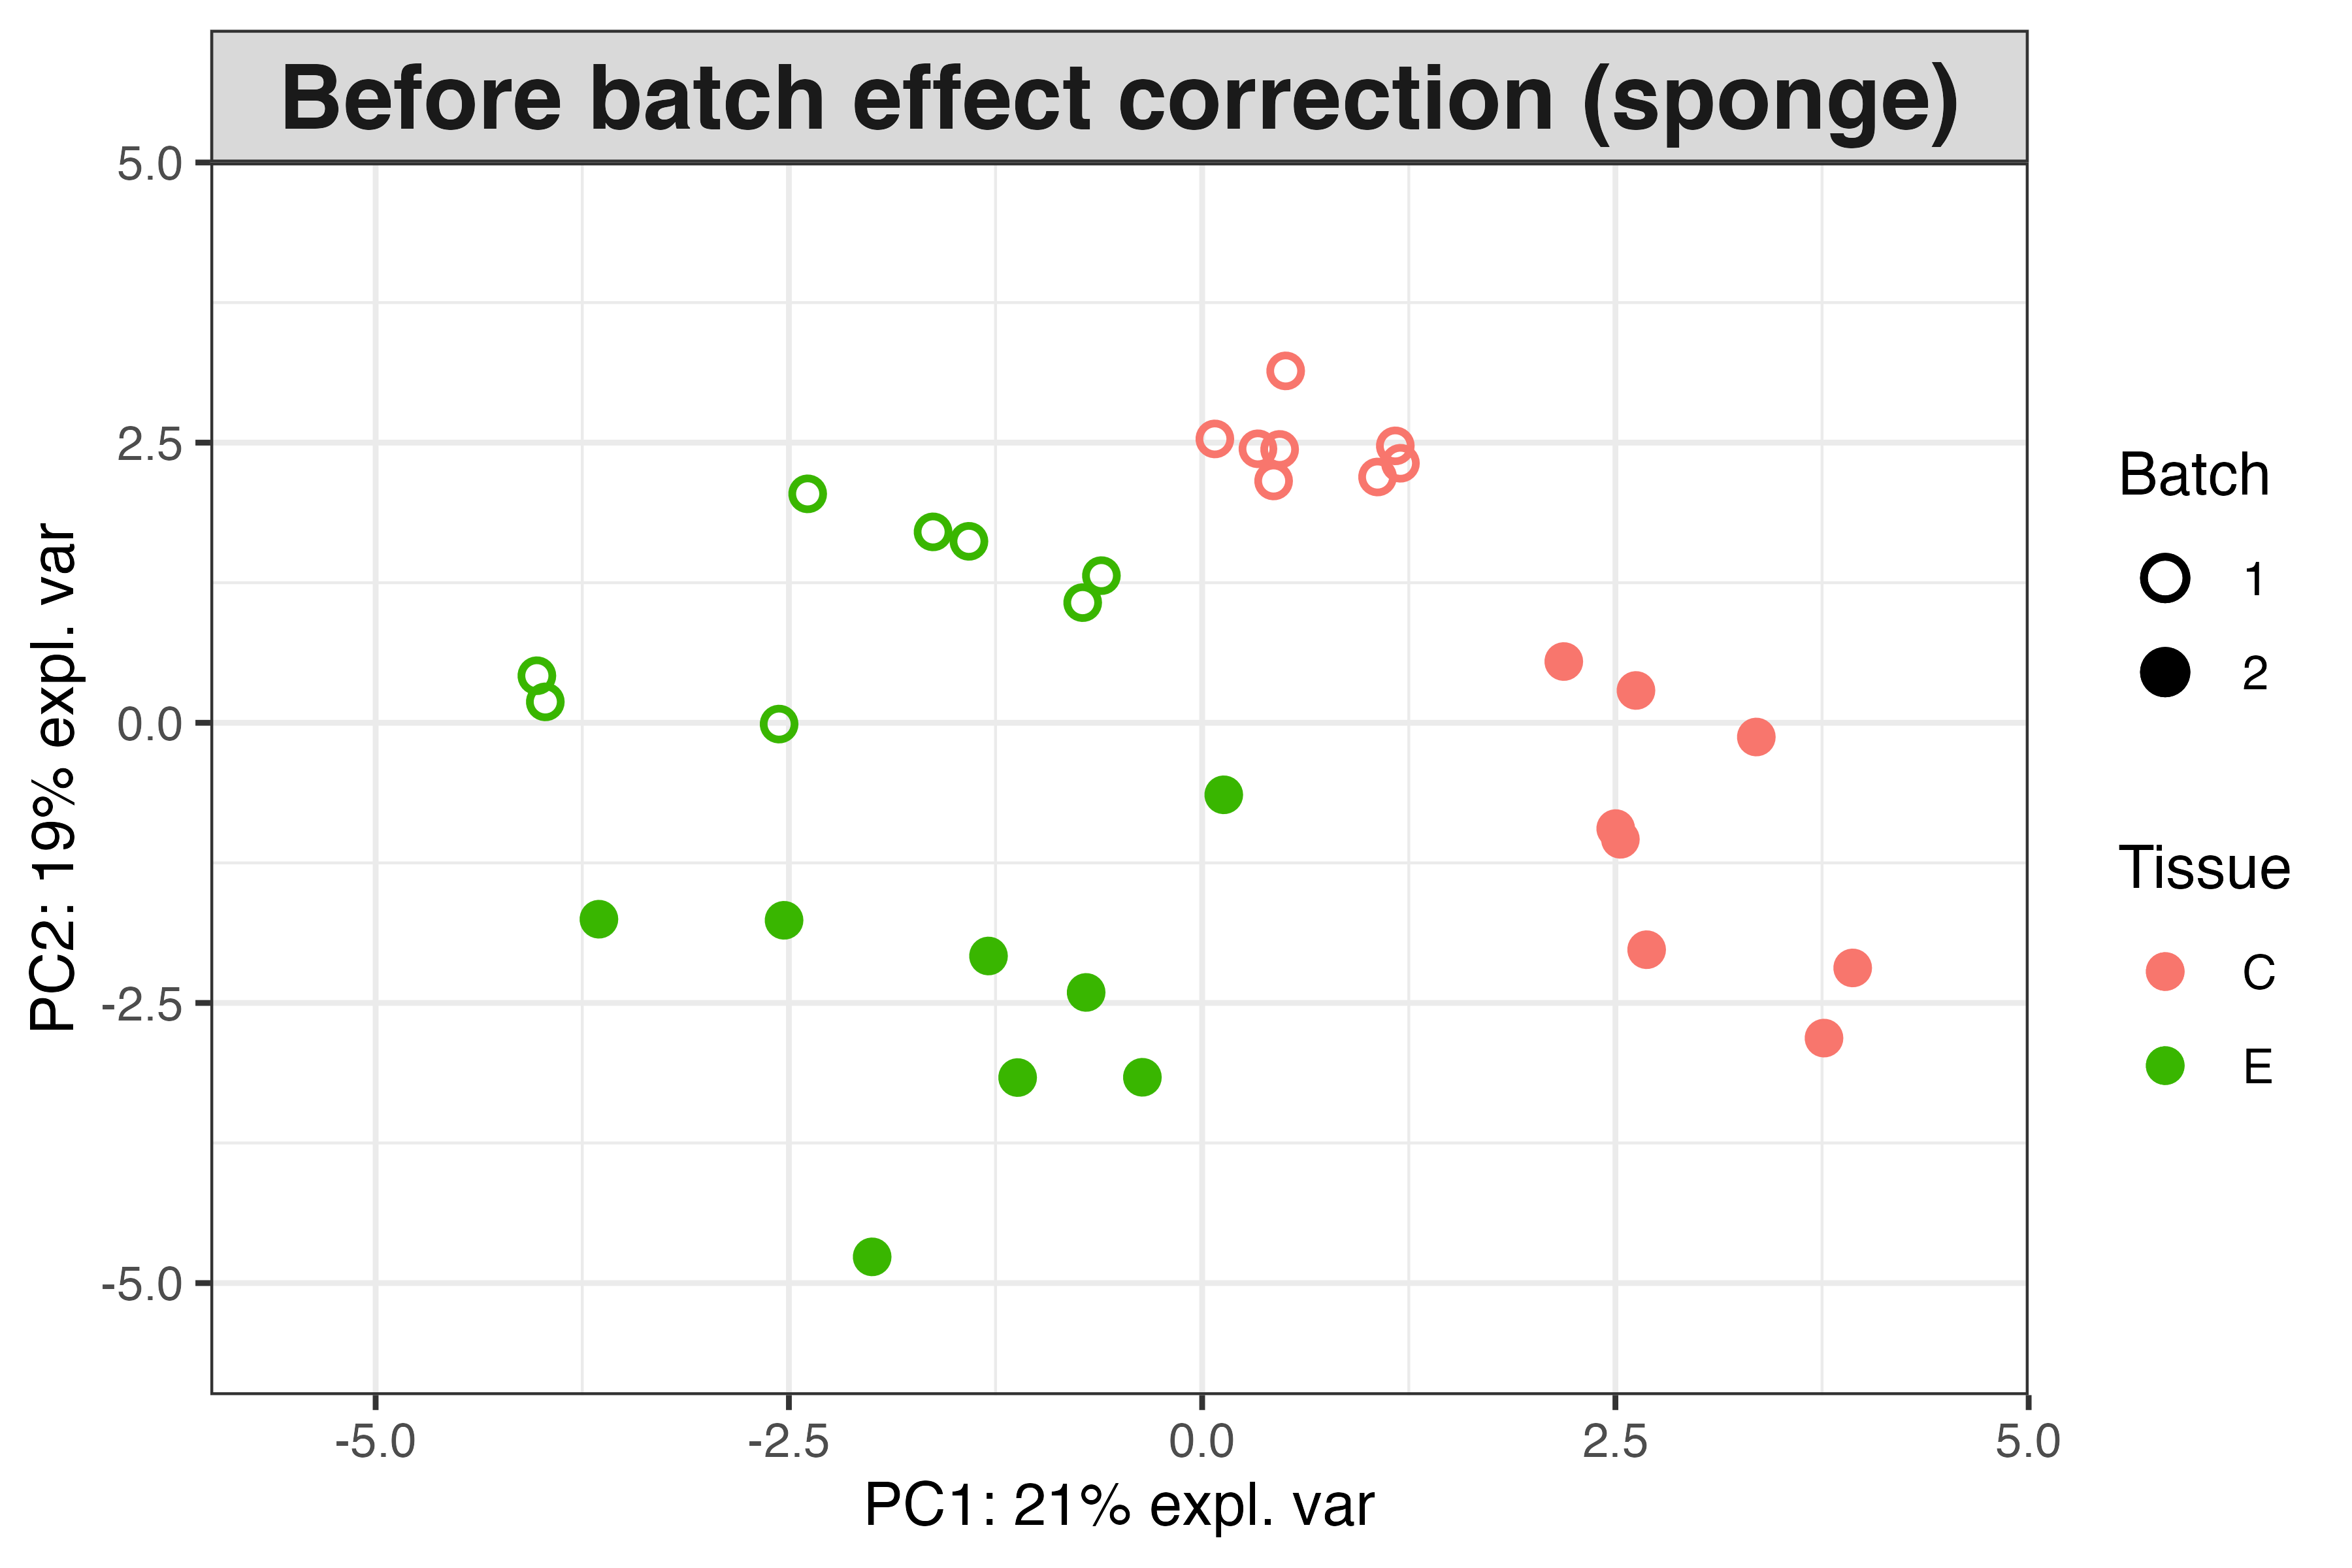 Before batch effect correction (sponge)
PC2: 19% expl. var
5.0
2.5
0.0
-2.5
-5.0
-5.0
-2.5
0.0
2.5
5.0
PC1: 21% expl. var
Batch
1
2
Tissue
C
E